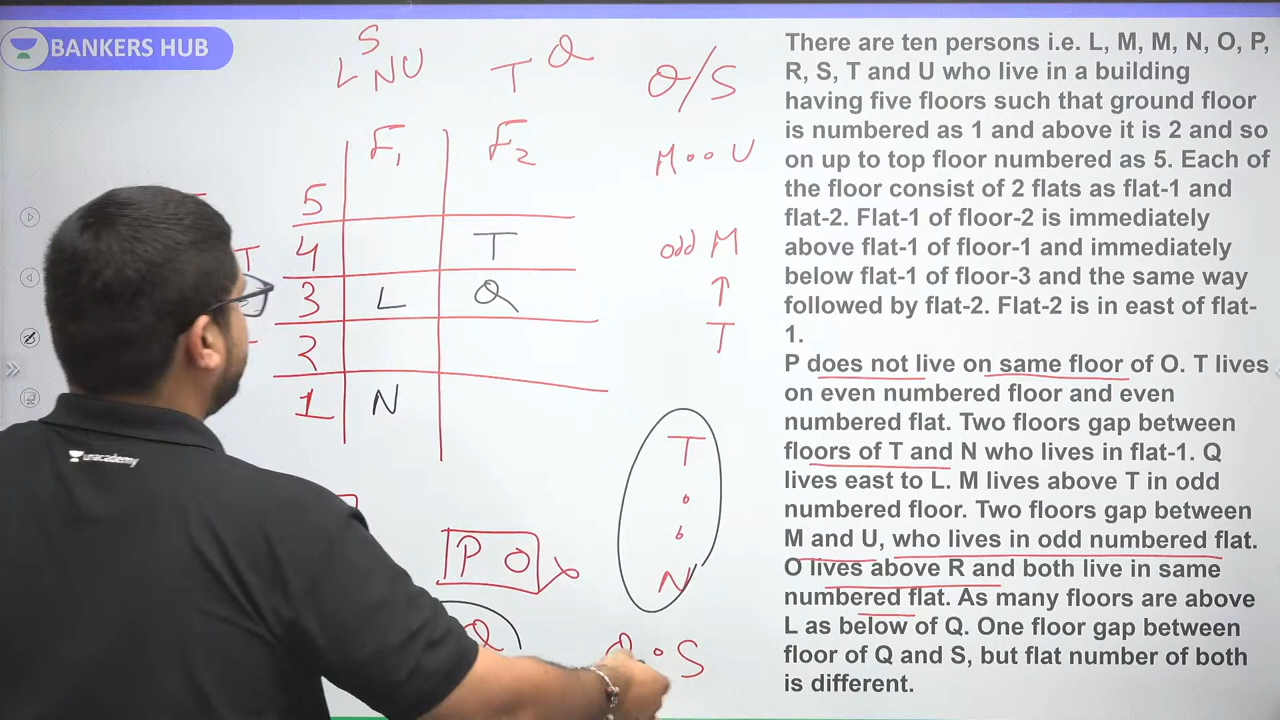 BANKERS HUB
S
L N U
T Q
O/S
F1 F2
M o o U
5
4 T
3 L Q
2
1 N
T
odd M
↑
T
T
o
o
N
P O x
Q
o S
unacademy
There are ten persons i.e. L, M, M, N, O, P,
R, S, T and U who live in a building
having five floors such that ground floor
is numbered as 1 and above it is 2 and so
on up to top floor numbered as 5. Each of
the floor consist of 2 flats as flat-1 and
flat-2. Flat-1 of floor-2 is immediately
above flat-1 of floor-1 and immediately
below flat-1 of floor-3 and the same way
followed by flat-2. Flat-2 is in east of flat-
1.
P does not live on same floor of O. T lives
on even numbered floor and even
numbered flat. Two floors gap between
floors of T and N who lives in flat-1. Q
lives east to L. M lives above T in odd
numbered floor. Two floors gap between
M and U, who lives in odd numbered flat.
O lives above R and both live in same
numbered flat. As many floors are above
L as below of Q. One floor gap between
floor of Q and S, but flat number of both
is different.